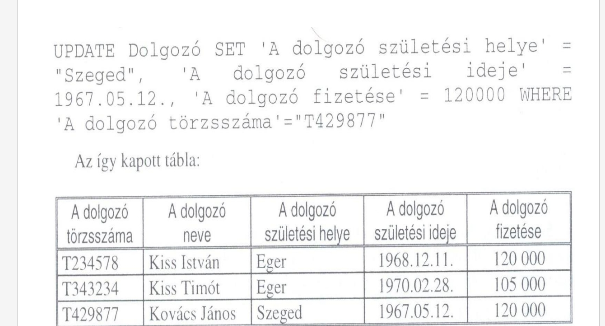 UPDATE Dolgozó SET 'A dolgozó születési helye' =
"Szeged", 'A dolgozó születési ideje' =
1967.05.12., 'A dolgozó fizetése' = 120000 WHERE
'A dolgozó törzsszáma'="T429877"
Az így kapott tábla:
A dolgozó törzsszáma | A dolgozó neve | A dolgozó születési helye | A dolgozó születési ideje | A dolgozó fizetése
T234578 | Kiss István | Eger | 1968.12.11. | 120 000
T343234 | Kiss Timót | Eger | 1970.02.28. | 105 000
T429877 | Kovács János | Szeged | 1967.05.12. | 120 000